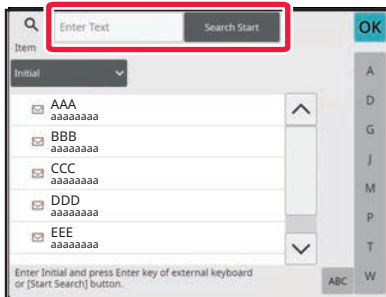 Enter Text
Search Start
OK
Item
Initial
AAA
aaaaaaaa
BBB
aaaaaaaa
CCC
aaaaaaaa
DDD
aaaaaaaa
EEE
aaaaaaaa
A
D
G
J
M
P
T
W
Enter Initial and press Enter key of external keyboard
or [Start Search] button.
ABC